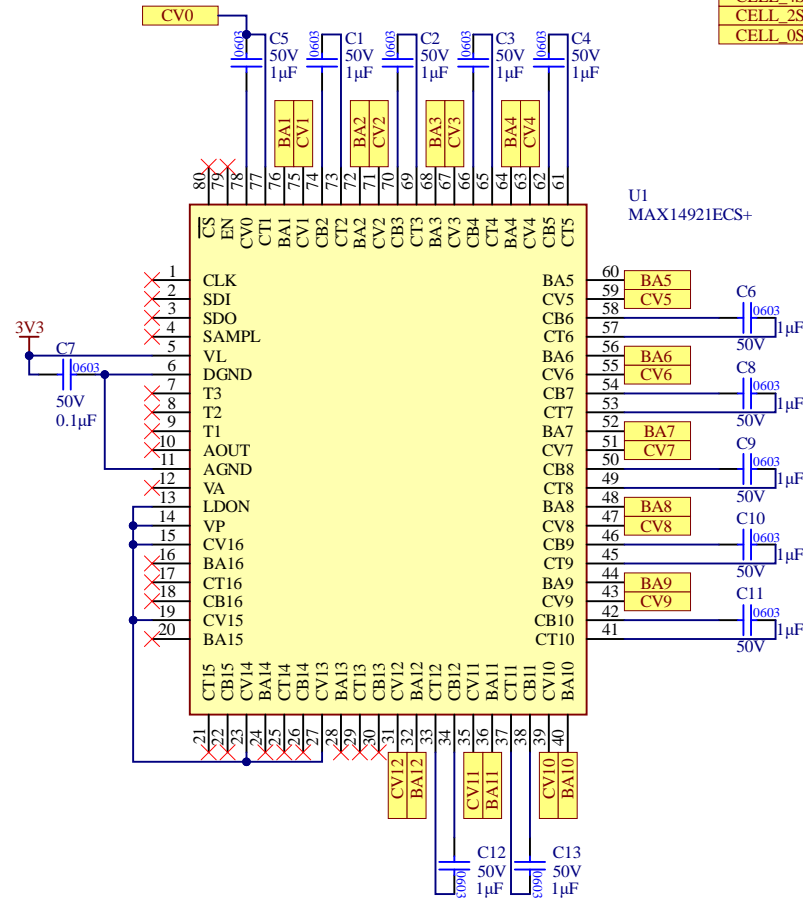 CELL_2S
CELL_0S
CV0
C5
0603
50V
1µF
C1
0603
50V
1µF
C2
0603
50V
1µF
C3
0603
50V
1µF
C4
0603
50V
1µF
BA1
CV1
BA2
CV2
BA3
CV3
BA4
CV4
80
79
78
77
76
75
74
73
72
71
70
69
68
67
66
65
64
63
62
61
U1
MAX14921ECS+
CS
EN
CV0
CT1
BA1
CV1
CB2
CT2
BA2
CV2
CB3
CT3
BA3
CV3
CB4
CT4
BA4
CV4
CB5
CT5
1 CLK
2 SDI
3 SDO
4 SAMPL
5 VL
6 DGND
7 T3
8 T2
9 T1
10 AOUT
11 AGND
12 VA
13 LDON
14 VP
15 CV16
16 BA16
17 CT16
18 CB16
19 CV15
20 BA15
3V3
C7
0603
50V
0.1µF
BA5 60 BA5
CV5 59 CV5
CB6 58
CT6 57
BA6 56 BA6
CV6 55 CV6
CB7 54
CT7 53
BA7 52 BA7
CV7 51 CV7
CB8 50
CT8 49
BA8 48 BA8
CV8 47 CV8
CB9 46
CT9 45
BA9 44 BA9
CV9 43 CV9
CB10 42
CT10 41
C6
0603
1µF
50V
C8
0603
1µF
50V
C9
0603
1µF
50V
C10
0603
1µF
50V
C11
0603
1µF
50V
CT15
CB15
CV14
BA14
CT14
CB14
CV13
BA13
CT13
CB13
CV12
BA12
CT12
CB12
CV11
BA11
CT11
CB11
CV10
BA10
21
22
23
24
25
26
27
28
29
30
31
32
33
34
35
36
37
38
39
40
CV12
BA12
CV11
BA11
CV10
BA10
C12
50V
0603
1µF
C13
50V
0603
1µF